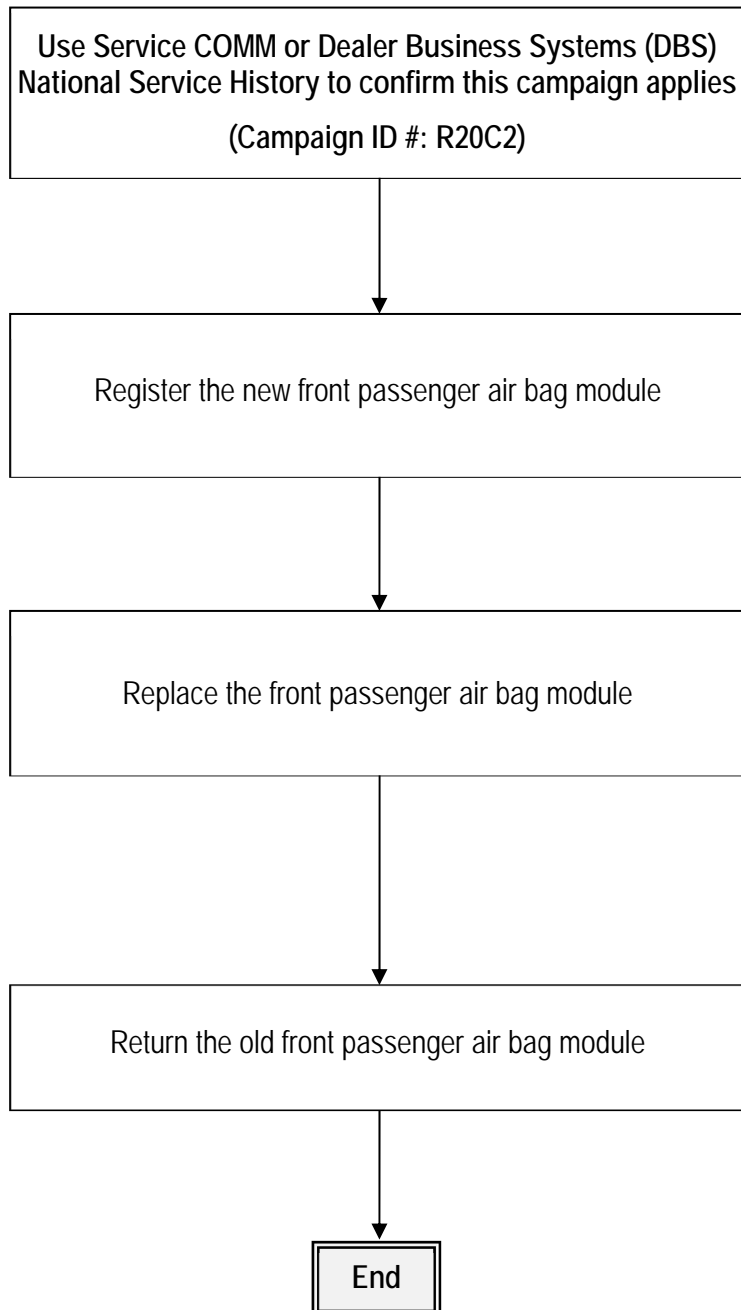 Use Service COMM or Dealer Business Systems (DBS)
National Service History to confirm this campaign applies
(Campaign ID #: R20C2)
Register the new front passenger air bag module
Replace the front passenger air bag module
Return the old front passenger air bag module
End